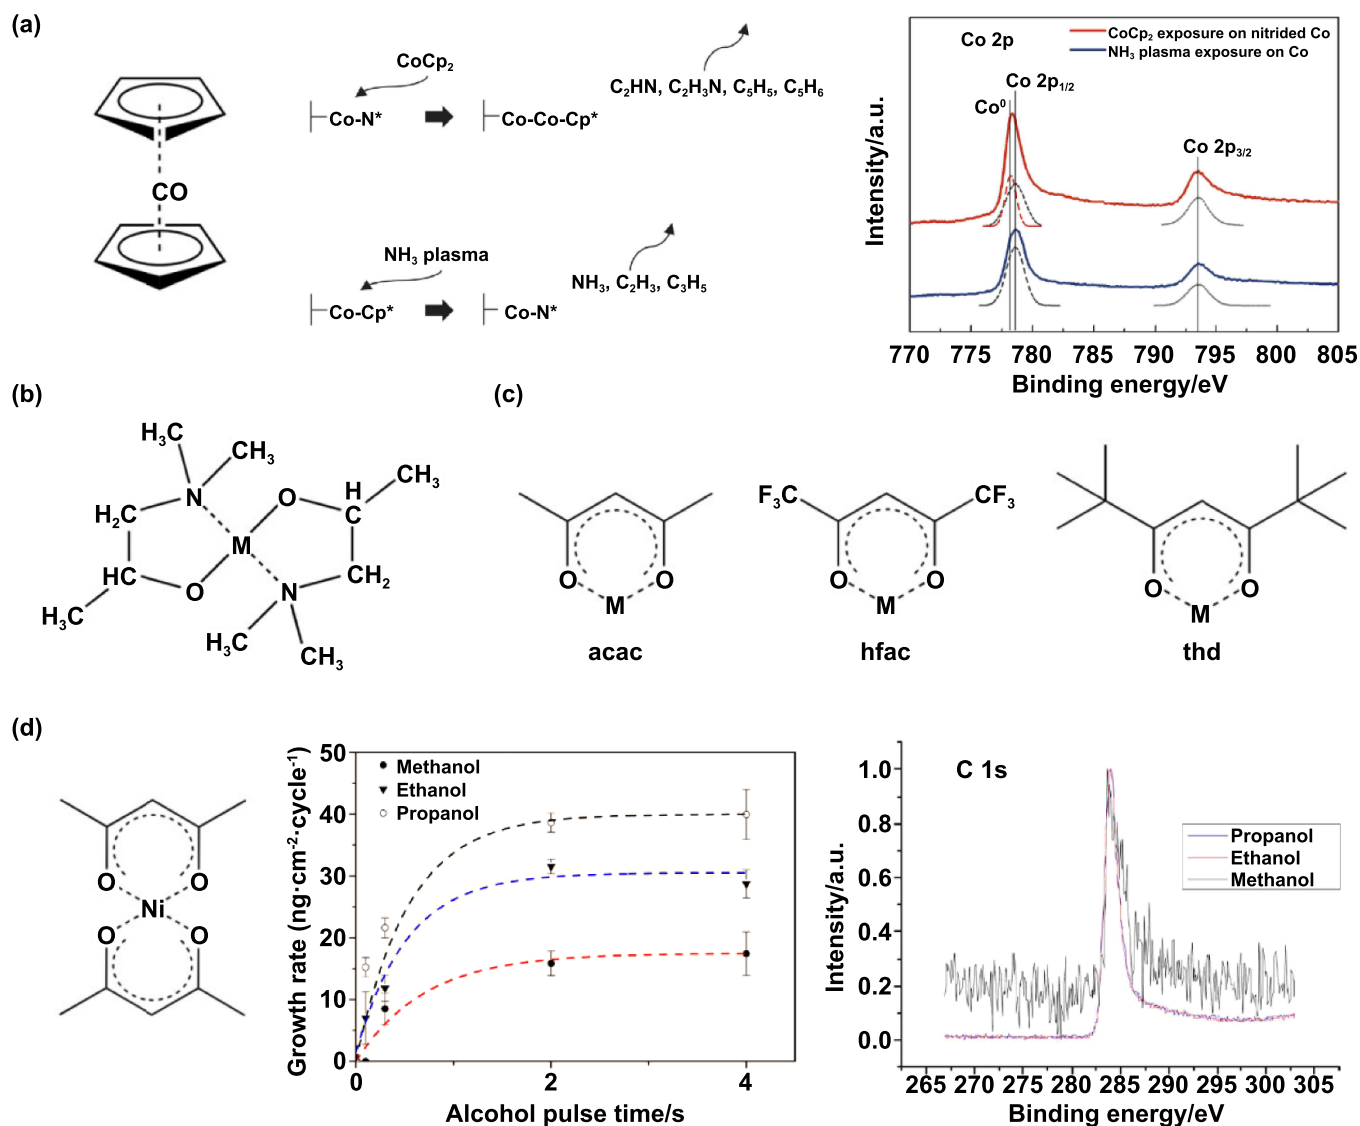 (a)
CO
CoCp₂
Co-N*
Co-Co-Cp*
C₂HN, C₂H₃N, C₅H₅, C₅H₆
NH₃ plasma
Co-Cp*
Co-N*
NH₃, C₂H₃, C₃H₅
Co 2p
CoCp₂ exposure on nitrided Co
NH₃ plasma exposure on Co
Co 2p₁/₂
Co⁰
Co 2p₃/₂
Intensity/a.u.
770 775 780 785 790 795 800 805
Binding energy/eV
(b)
H₃C
CH₃
N
O
H
C
CH₃
H₂C
M
HC
O
N
CH₂
H₃C
H₃C
CH₃
(c)
O O
M
acac
F₃C CF₃
O O
M
hfac
O O
M
thd
(d)
O O
Ni
O O
Growth rate (ng·cm⁻²·cycle⁻¹)
50
40
30
20
10
0
Methanol
Ethanol
Propanol
0 2 4
Alcohol pulse time/s
C 1s
Intensity/a.u.
1.0
0.8
0.6
0.4
0.2
0.0
Propanol
Ethanol
Methanol
265 270 275 280 285 290 295 300 305
Binding energy/eV